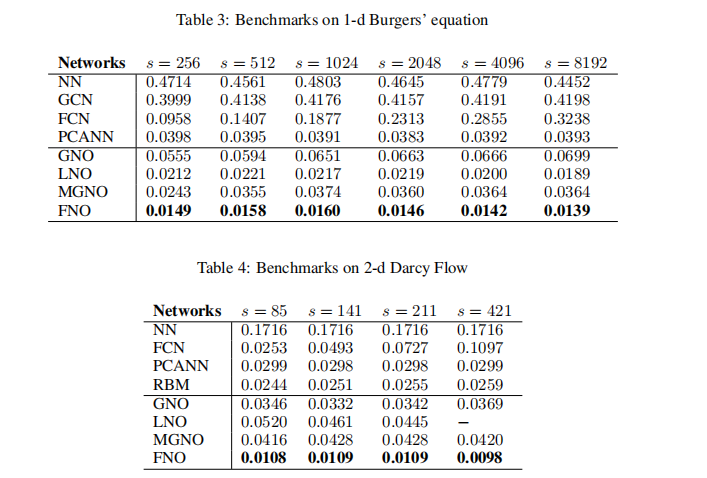 Table 3: Benchmarks on 1-d Burgers' equation
Networks s = 256 s = 512 s = 1024 s = 2048 s = 4096 s = 8192
NN 0.4714 0.4561 0.4803 0.4645 0.4779 0.4452
GCN 0.3999 0.4138 0.4176 0.4157 0.4191 0.4198
FCN 0.0958 0.1407 0.1877 0.2313 0.2855 0.3238
PCANN 0.0398 0.0395 0.0391 0.0383 0.0392 0.0393
GNO 0.0555 0.0594 0.0651 0.0663 0.0666 0.0699
LNO 0.0212 0.0221 0.0217 0.0219 0.0200 0.0189
MGNO 0.0243 0.0355 0.0374 0.0360 0.0364 0.0364
FNO 0.0149 0.0158 0.0160 0.0146 0.0142 0.0139
Table 4: Benchmarks on 2-d Darcy Flow
Networks s = 85 s = 141 s = 211 s = 421
NN 0.1716 0.1716 0.1716 0.1716
FCN 0.0253 0.0493 0.0727 0.1097
PCANN 0.0299 0.0298 0.0298 0.0299
RBM 0.0244 0.0251 0.0255 0.0259
GNO 0.0346 0.0332 0.0342 0.0369
LNO 0.0520 0.0461 0.0445 −
MGNO 0.0416 0.0428 0.0428 0.0420
FNO 0.0108 0.0109 0.0109 0.0098